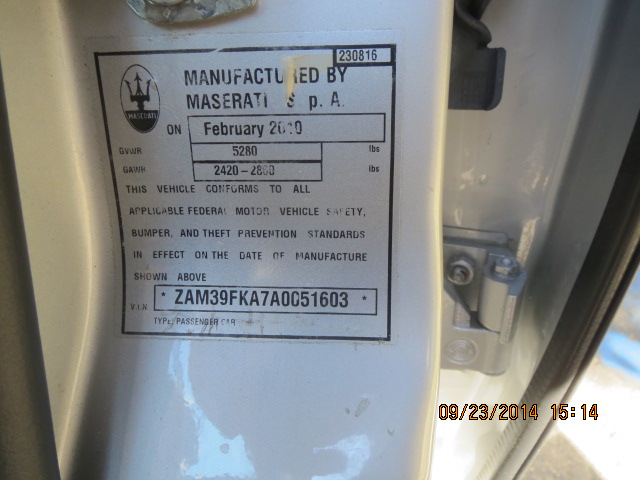 230816
MANUFACTURED BY
MASERATI S. p. A.
MASERATI
ON February 2010
GVWR 5280 lbs
GAWR 2420-2860 lbs
THIS VEHICLE CONFORMS TO ALL
APPLICABLE FEDERAL MOTOR VEHICLE SAFETY,
BUMPER, AND THEFT PREVENTION STANDARDS
IN EFFECT ON THE DATE OF MANUFACTURE
SHOWN ABOVE
V.I.N * ZAM39FKA7A0051603 *
TYPE: PASSENGER CAR
09/23/2014 15:14